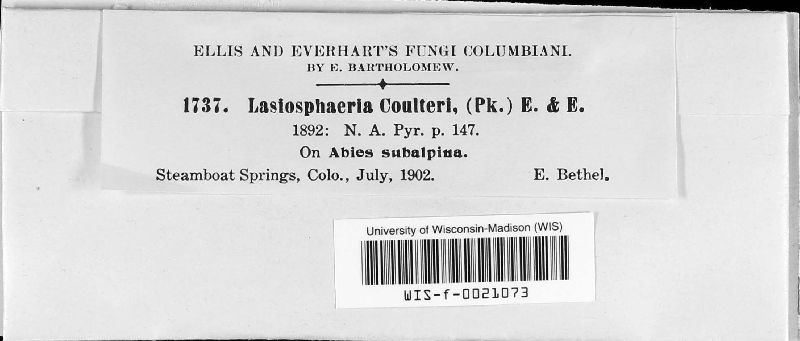 ELLIS AND EVERHART'S FUNGI COLUMBIANI.
BY E. BARTHOLOMEW.
1737. Lasiosphaeria Coulteri, (Pk.) E. & E.
1892: N. A. Pyr. p. 147.
On Abies subalpina.
Steamboat Springs, Colo., July, 1902. E. Bethel.
University of Wisconsin-Madison (WIS)
WIS-f-0021073